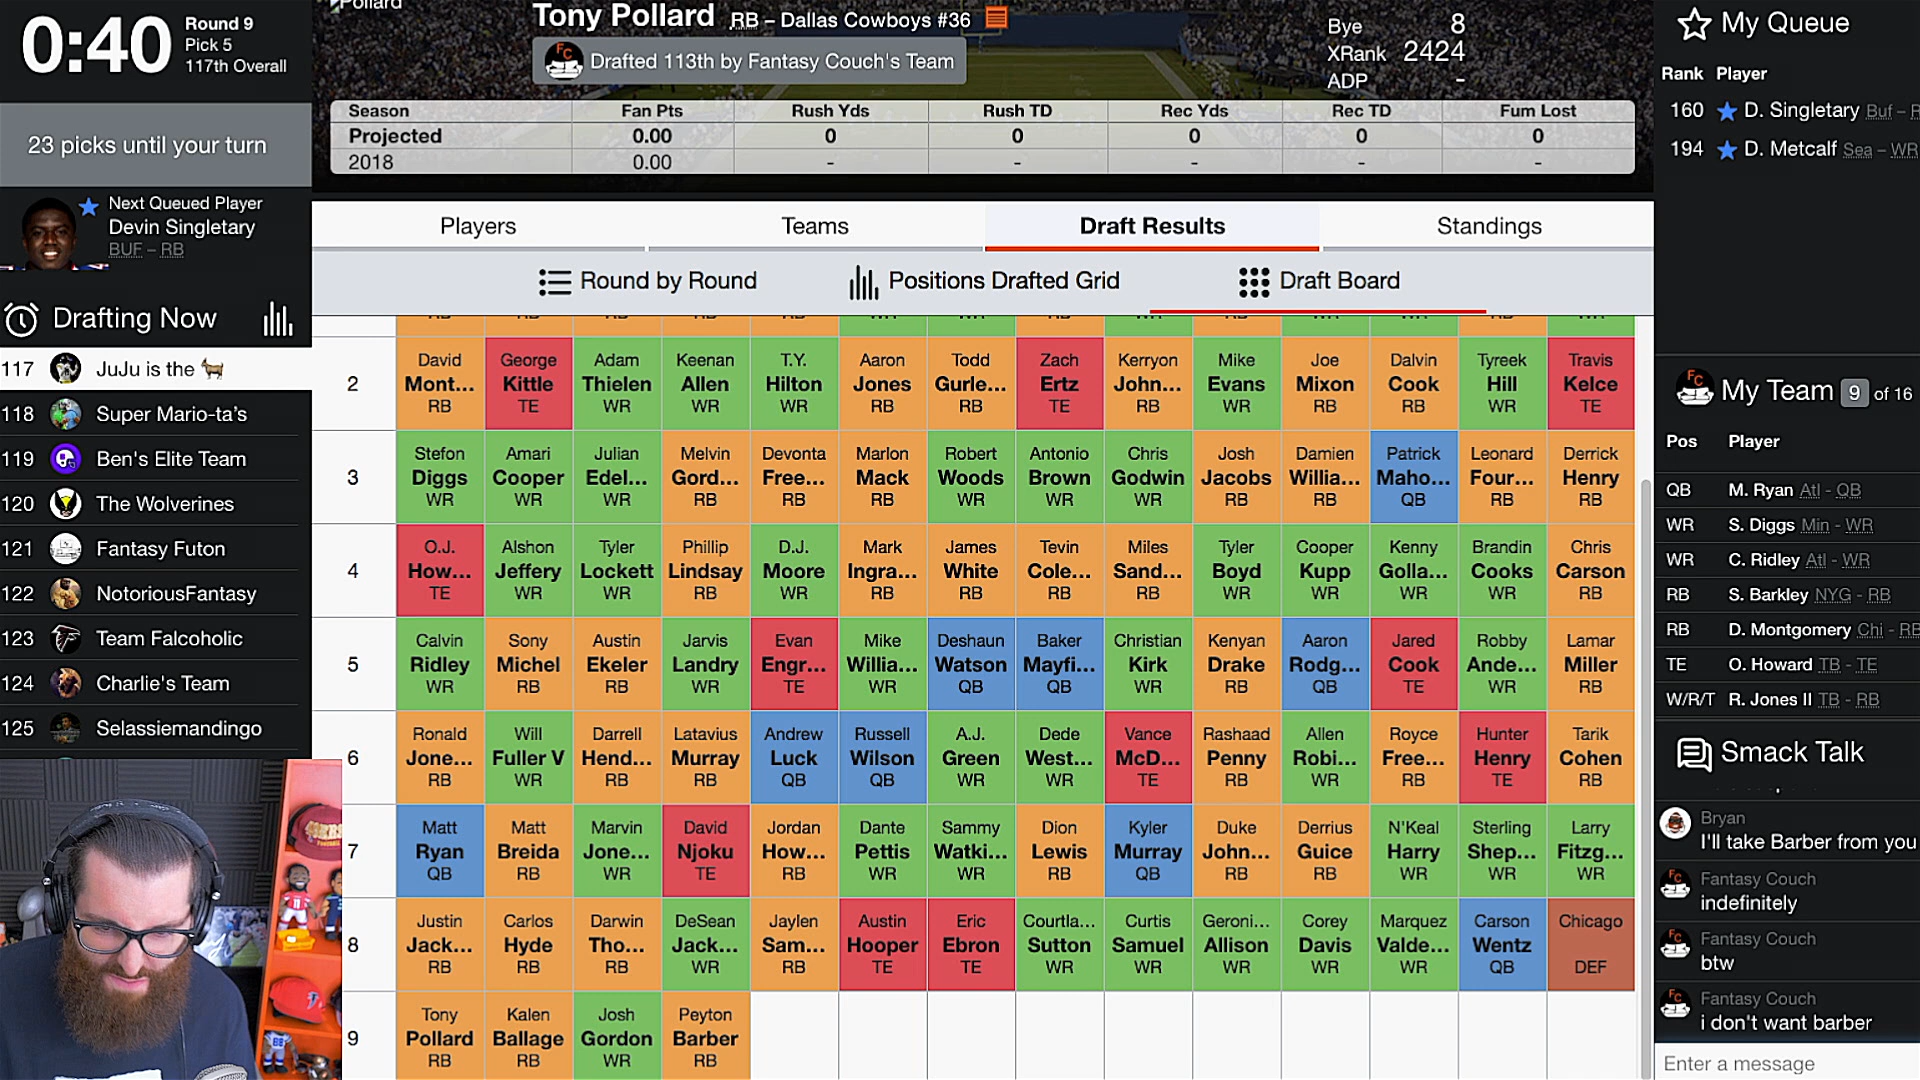 0:40
Round 9
Pick 5
117th Overall
23 picks until your turn
Next Queued Player
Devin Singletary
BUF – RB
Drafting Now
117 JuJu is the 🐐
118 Super Mario-ta's
119 Ben's Elite Team
120 The Wolverines
121 Fantasy Futon
122 NotoriousFantasy
123 Team Falcoholic
124 Charlie's Team
125 Selassiemandingo
Pollard
Tony Pollard RB – Dallas Cowboys #36
FC Drafted 113th by Fantasy Couch's Team
Bye 8
XRank 2424
ADP -
Season Fan Pts Rush Yds Rush TD Rec Yds Rec TD Fum Lost
Projected 0.00 0 0 0 0 0
2018 0.00 - - - - -
Players Teams Draft Results Standings
Round by Round Positions Drafted Grid Draft Board
David George Adam Keenan T.Y. Aaron Todd Zach Kerryon Mike Joe Dalvin Tyreek Travis
2 Mont... Kittle Thielen Allen Hilton Jones Gurle... Ertz John... Evans Mixon Cook Hill Kelce
RB TE WR WR WR RB RB TE RB WR RB RB WR TE
Stefon Amari Julian Melvin Devonta Marlon Robert Antonio Chris Josh Damien Patrick Leonard Derrick
3 Diggs Cooper Edel... Gord... Free... Mack Woods Brown Godwin Jacobs Willia... Maho... Four... Henry
WR WR WR RB RB RB WR WR WR RB RB QB RB RB
O.J. Alshon Tyler Phillip D.J. Mark James Tevin Miles Tyler Cooper Kenny Brandin Chris
4 How... Jeffery Lockett Lindsay Moore Ingra... White Cole... Sand... Boyd Kupp Golla... Cooks Carson
TE WR WR RB WR RB RB RB RB WR WR WR WR RB
Calvin Sony Austin Jarvis Evan Mike Deshaun Baker Christian Kenyan Aaron Jared Robby Lamar
5 Ridley Michel Ekeler Landry Engr... Willia... Watson Mayfi... Kirk Drake Rodg... Cook Ande... Miller
WR RB RB WR TE WR QB QB WR RB QB TE WR RB
Ronald Will Darrell Latavius Andrew Russell A.J. Dede Vance Rashaad Allen Royce Hunter Tarik
6 Jone... Fuller V Hend... Murray Luck Wilson Green West... McD... Penny Robi... Free... Henry Cohen
RB WR RB RB QB QB WR WR TE RB WR RB TE RB
Matt Matt Marvin David Jordan Dante Sammy Dion Kyler Duke Derrius N'Keal Sterling Larry
7 Ryan Breida Jone... Njoku How... Pettis Watki... Lewis Murray John... Guice Harry Shep... Fitzg...
QB RB WR TE RB WR WR RB QB RB RB WR WR WR
Justin Carlos Darwin DeSean Jaylen Austin Eric Courtla... Curtis Geroni... Corey Marquez Carson Chicago
8 Jack... Hyde Tho... Jack... Sam... Hooper Ebron Sutton Samuel Allison Davis Valde... Wentz
RB RB RB WR RB TE TE WR WR WR WR WR QB DEF
Tony Kalen Josh Peyton
9 Pollard Ballage Gordon Barber
RB RB WR RB
My Queue
Rank Player
160 D. Singletary Buf – R
194 D. Metcalf Sea – WR
FC My Team 9 of 16
Pos Player
QB M. Ryan Atl - QB
WR S. Diggs Min - WR
WR C. Ridley Atl - WR
RB S. Barkley NYG - RB
RB D. Montgomery Chi - RB
TE O. Howard TB - TE
W/R/T R. Jones II TB - RB
Smack Talk
Bryan
I'll take Barber from you
Fantasy Couch
indefinitely
Fantasy Couch
btw
Fantasy Couch
i don't want barber
Enter a message